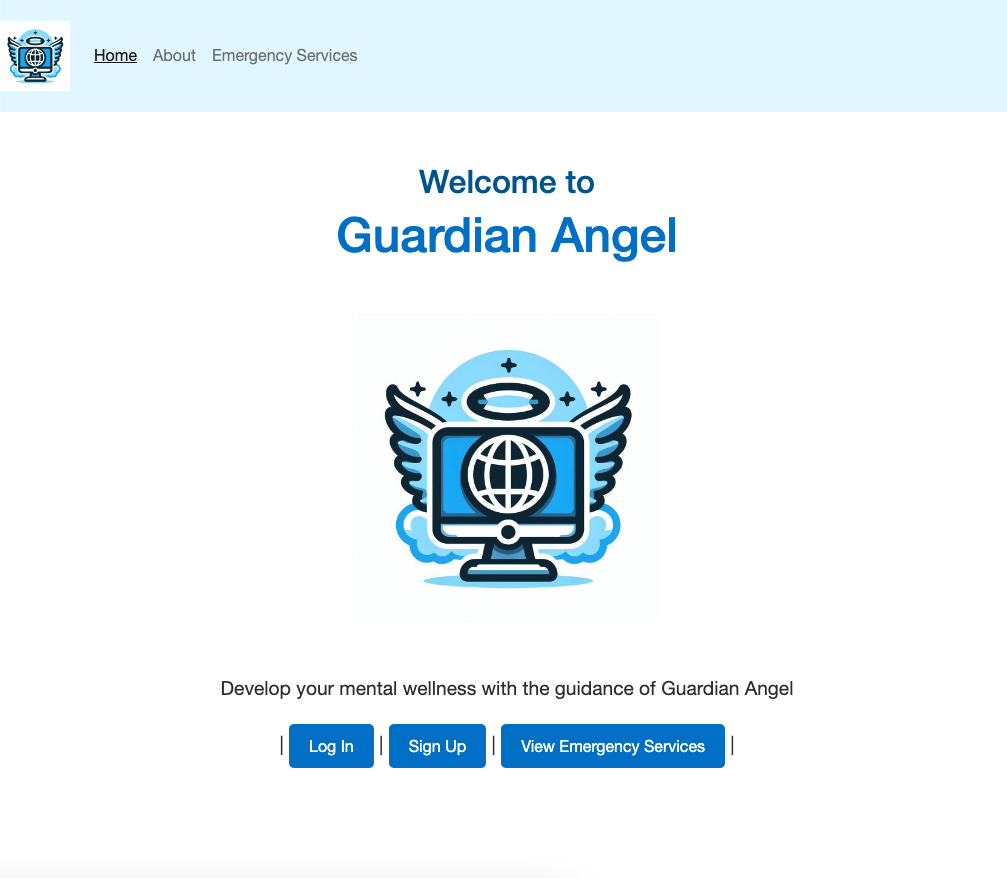 Home About Emergency Services
Welcome to
Guardian Angel
Develop your mental wellness with the guidance of Guardian Angel
| Log In | Sign Up | View Emergency Services |